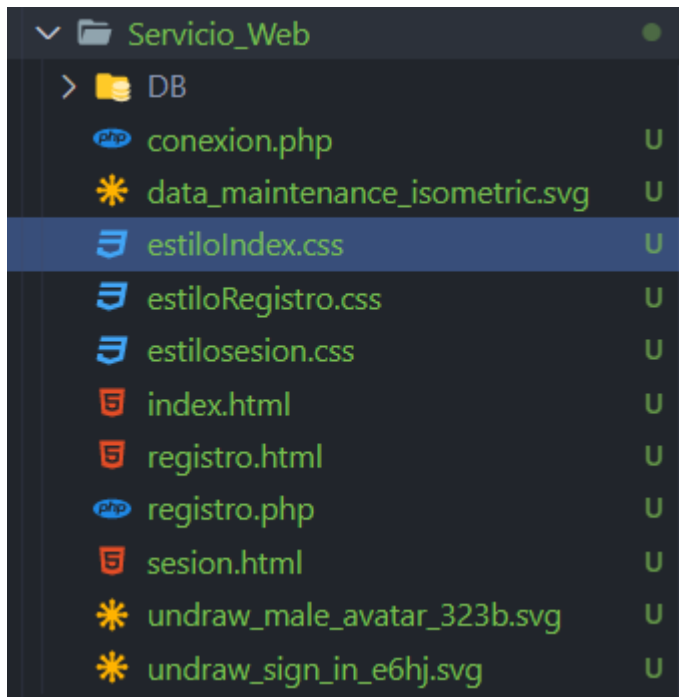 Servicio_Web
DB
conexion.php U
data_maintenance_isometric.svg U
estiloIndex.css U
estiloRegistro.css U
estilosesion.css U
index.html U
registro.html U
registro.php U
sesion.html U
undraw_male_avatar_323b.svg U
undraw_sign_in_e6hj.svg U